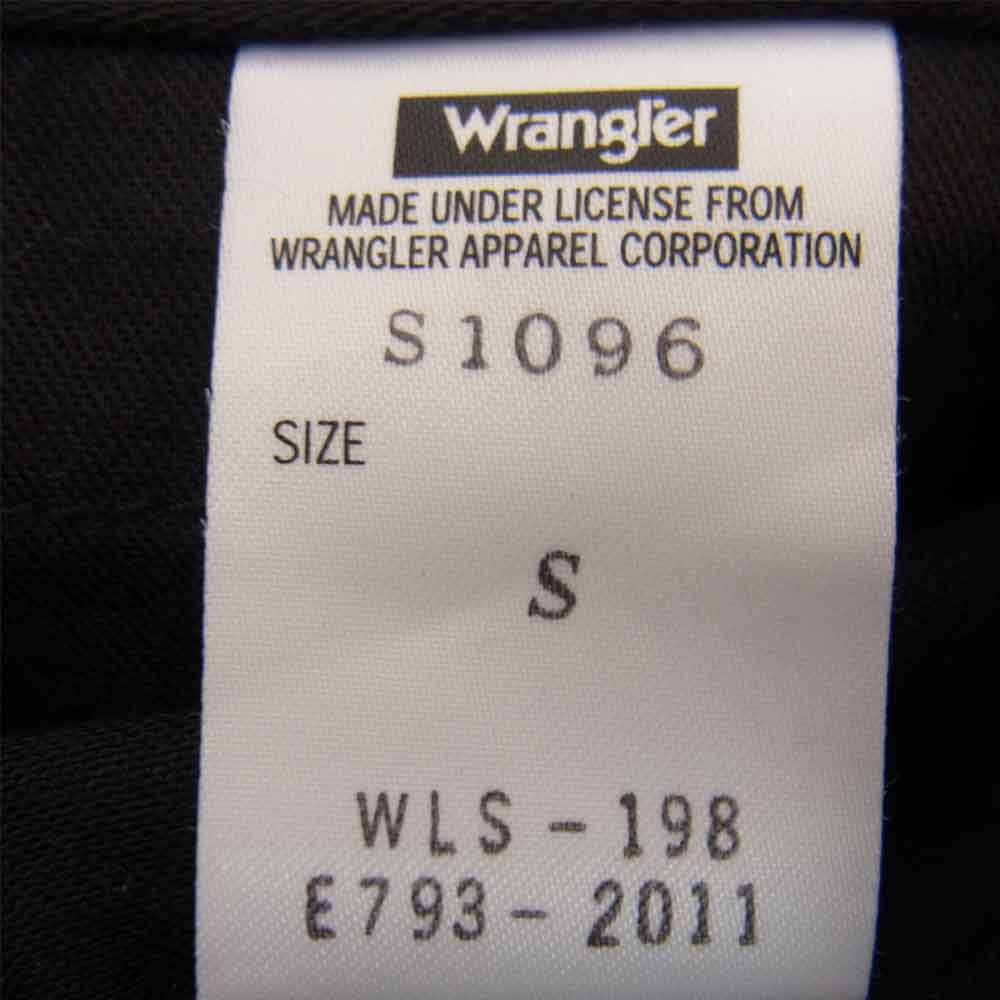 Wrangler
MADE UNDER LICENSE FROM
WRANGLER APPAREL CORPORATION
S1096
SIZE
S
WLS-198
E793-2011